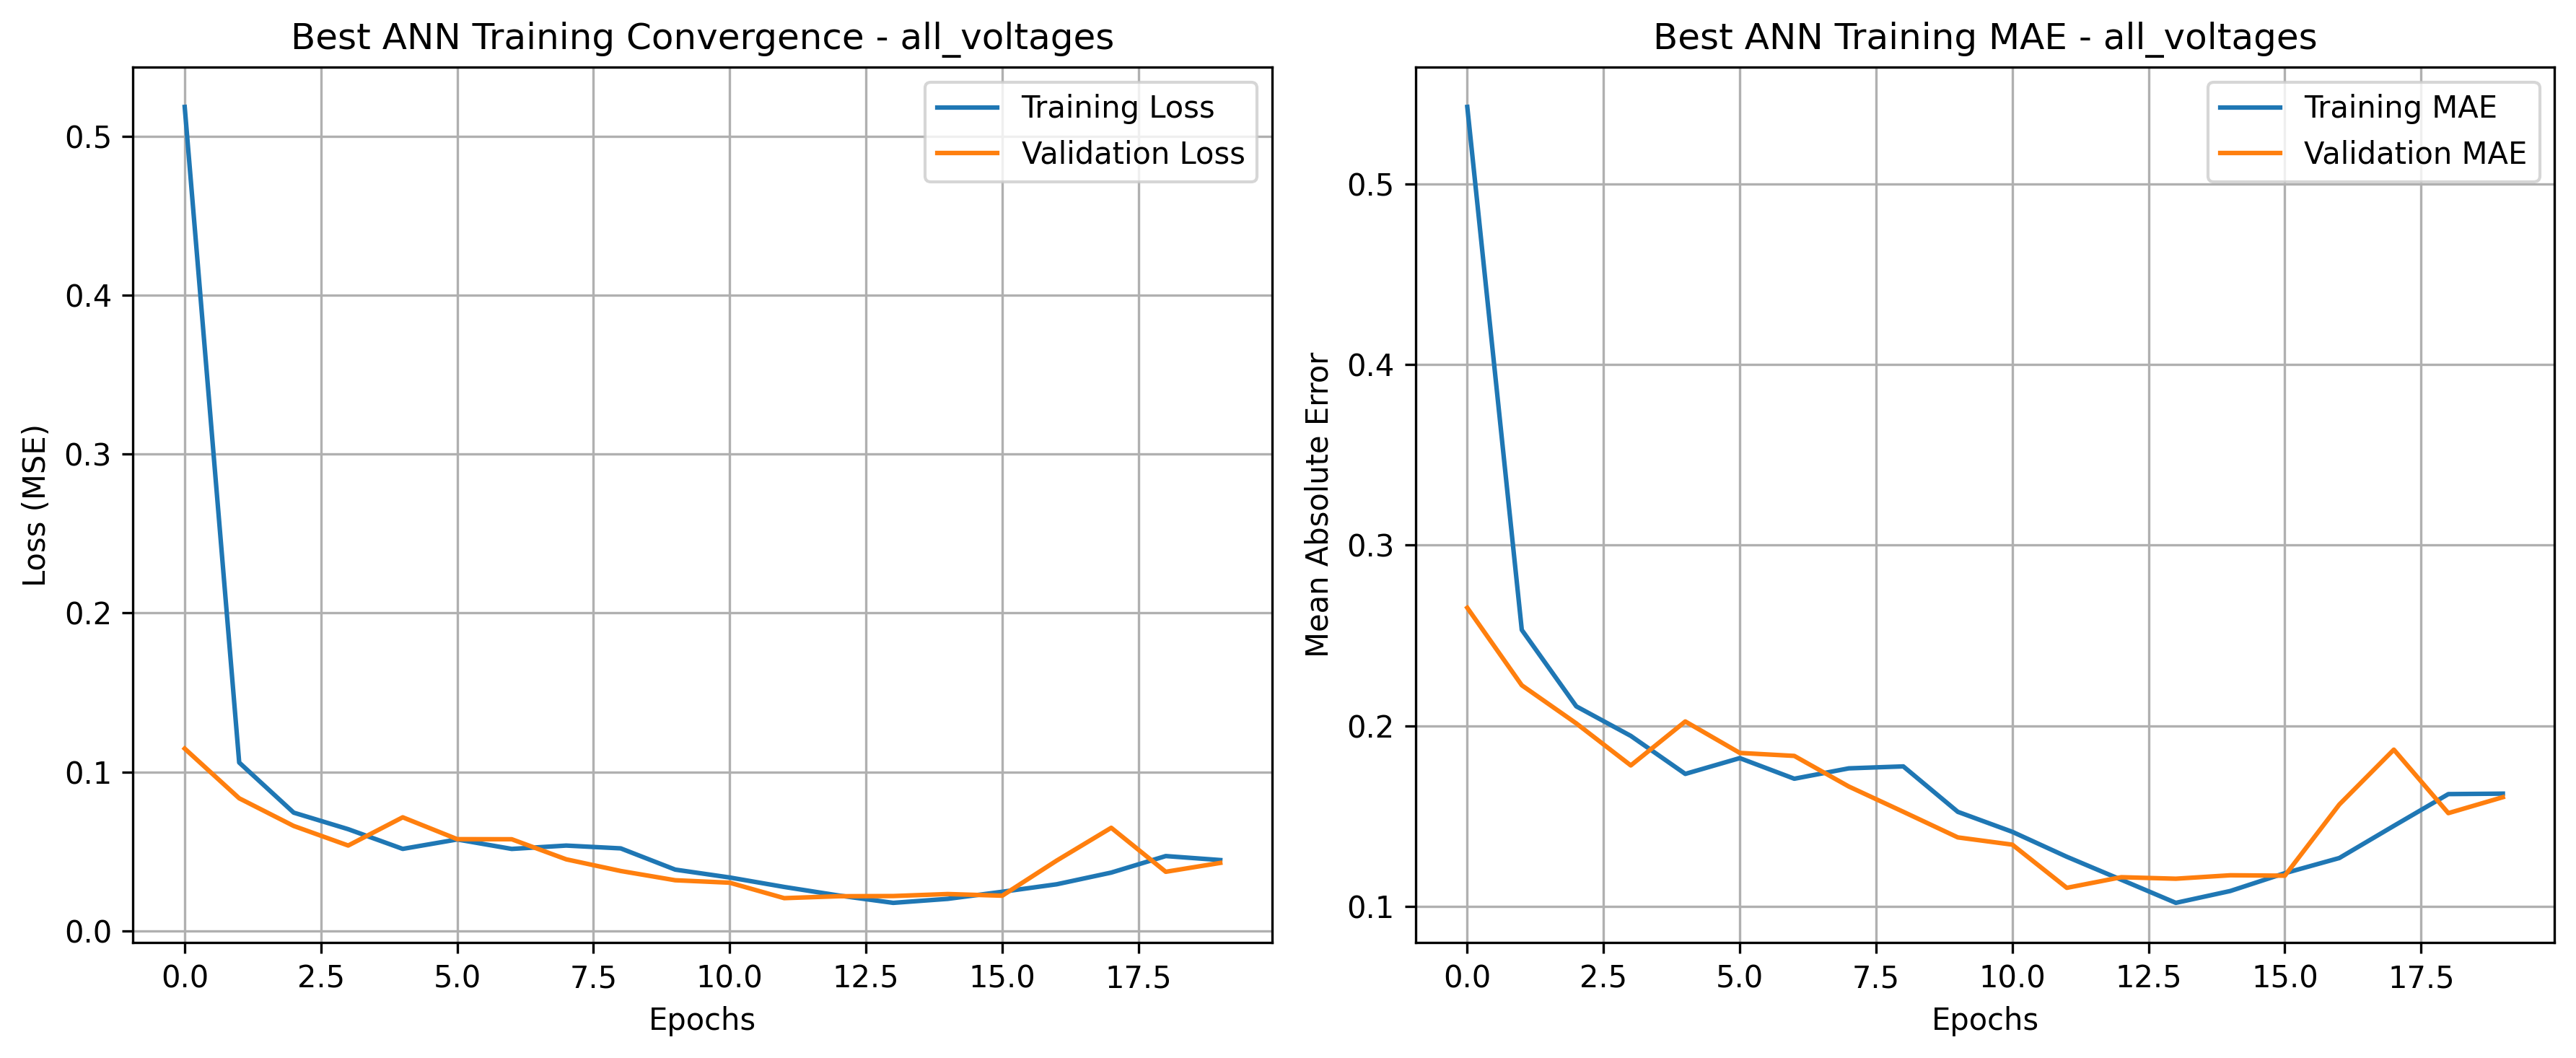 Best ANN Training Convergence - all_voltages
Training Loss
Validation Loss
Loss (MSE)
0.5
0.4
0.3
0.2
0.1
0.0
0.0 2.5 5.0 7.5 10.0 12.5 15.0 17.5
Epochs
Best ANN Training MAE - all_voltages
Training MAE
Validation MAE
Mean Absolute Error
0.5
0.4
0.3
0.2
0.1
0.0 2.5 5.0 7.5 10.0 12.5 15.0 17.5
Epochs